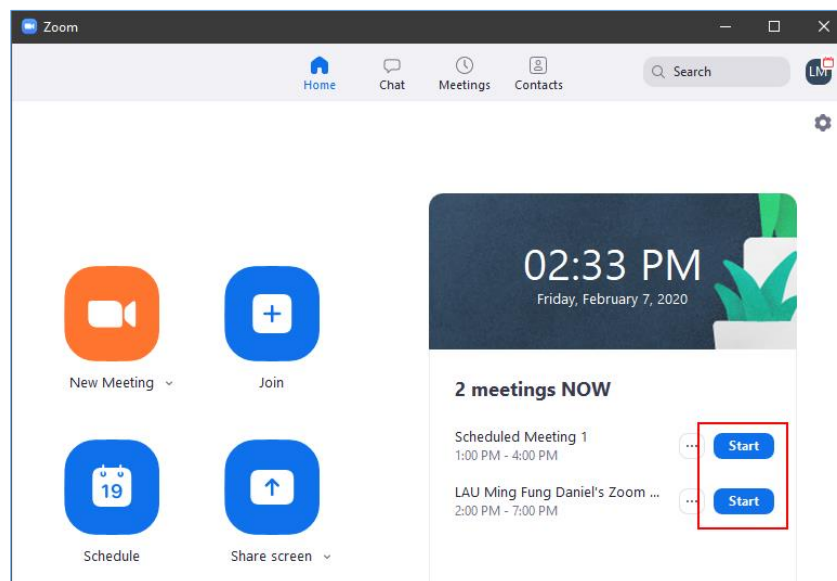 Zoom
Home
Chat
Meetings
Contacts
Search
LM
02:33 PM
Friday, February 7, 2020
New Meeting
Join
2 meetings NOW
Scheduled Meeting 1
1:00 PM - 4:00 PM
Start
LAU Ming Fung Daniel's Zoom ...
2:00 PM - 7:00 PM
Start
19
Schedule
Share screen